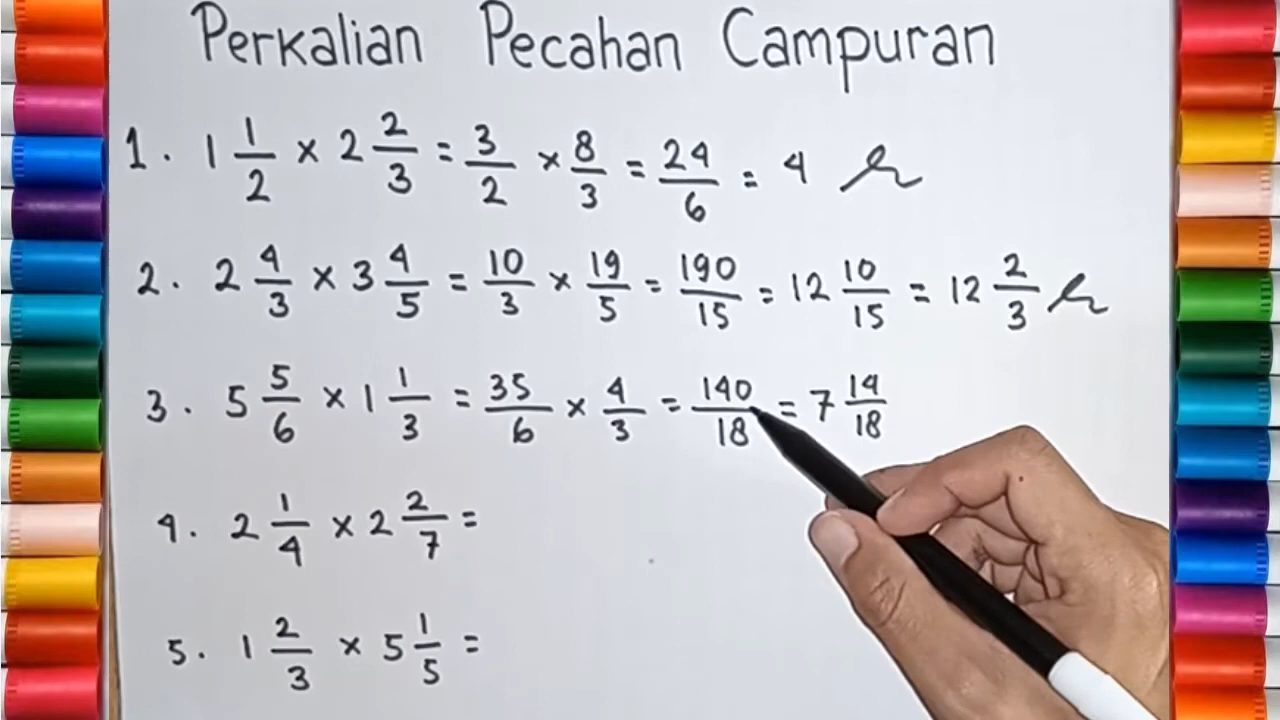 Perkalian Pecahan Campuran
1. 1 1/2 × 2 2/3 = 3/2 × 8/3 = 24/6 = 4
2. 2 4/3 × 3 4/5 = 10/3 × 19/5 = 190/15 = 12 10/15 = 12 2/3
3. 5 5/6 × 1 1/3 = 35/6 × 4/3 = 140/18 = 7 14/18
4. 2 1/4 × 2 2/7 =
5. 1 2/3 × 5 1/5 =